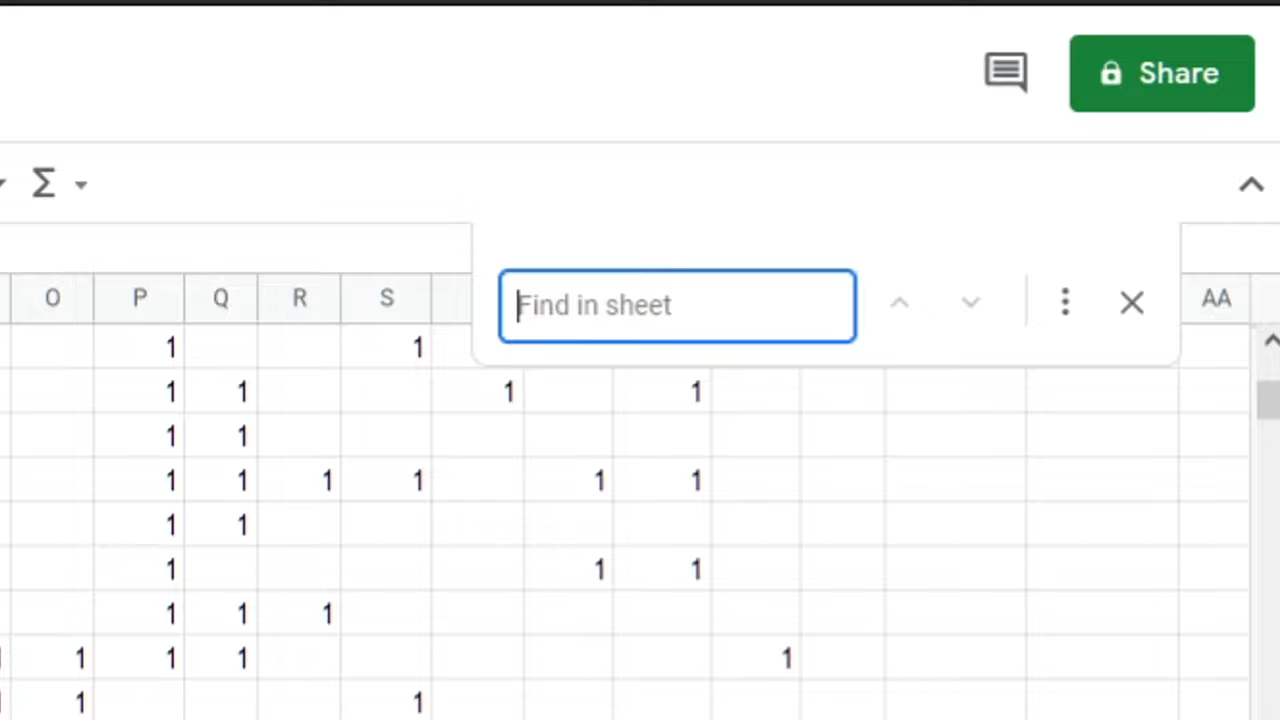 Share
Σ
O P Q R S AA
Find in sheet
1 1
1 1 1 1
1 1
1 1 1 1 1 1
1 1
1 1 1
1 1 1
1 1 1 1
1 1